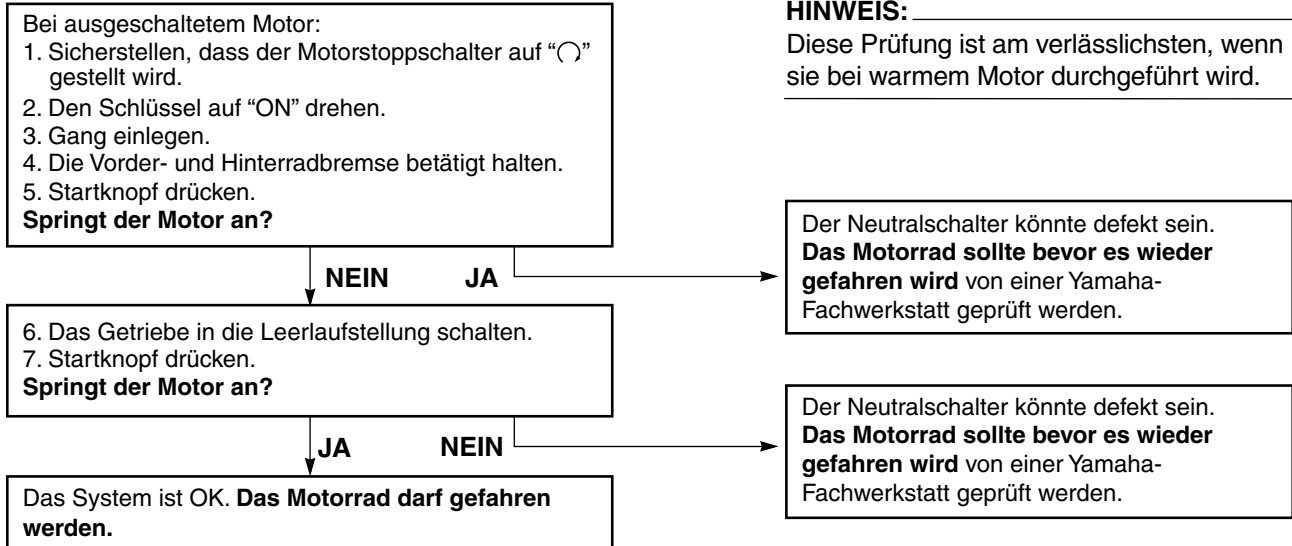 Bei ausgeschaltetem Motor:
1. Sicherstellen, dass der Motorstoppschalter auf “○”
gestellt wird.
2. Den Schlüssel auf “ON” drehen.
3. Gang einlegen.
4. Die Vorder- und Hinterradbremse betätigt halten.
5. Startknopf drücken.
Springt der Motor an?
HINWEIS:
Diese Prüfung ist am verlässlichsten, wenn
sie bei warmem Motor durchgeführt wird.
NEIN JA
Der Neutralschalter könnte defekt sein.
Das Motorrad sollte bevor es wieder
gefahren wird von einer Yamaha-
Fachwerkstatt geprüft werden.
6. Das Getriebe in die Leerlaufstellung schalten.
7. Startknopf drücken.
Springt der Motor an?
JA NEIN
Der Neutralschalter könnte defekt sein.
Das Motorrad sollte bevor es wieder
gefahren wird von einer Yamaha-
Fachwerkstatt geprüft werden.
Das System ist OK. Das Motorrad darf gefahren
werden.